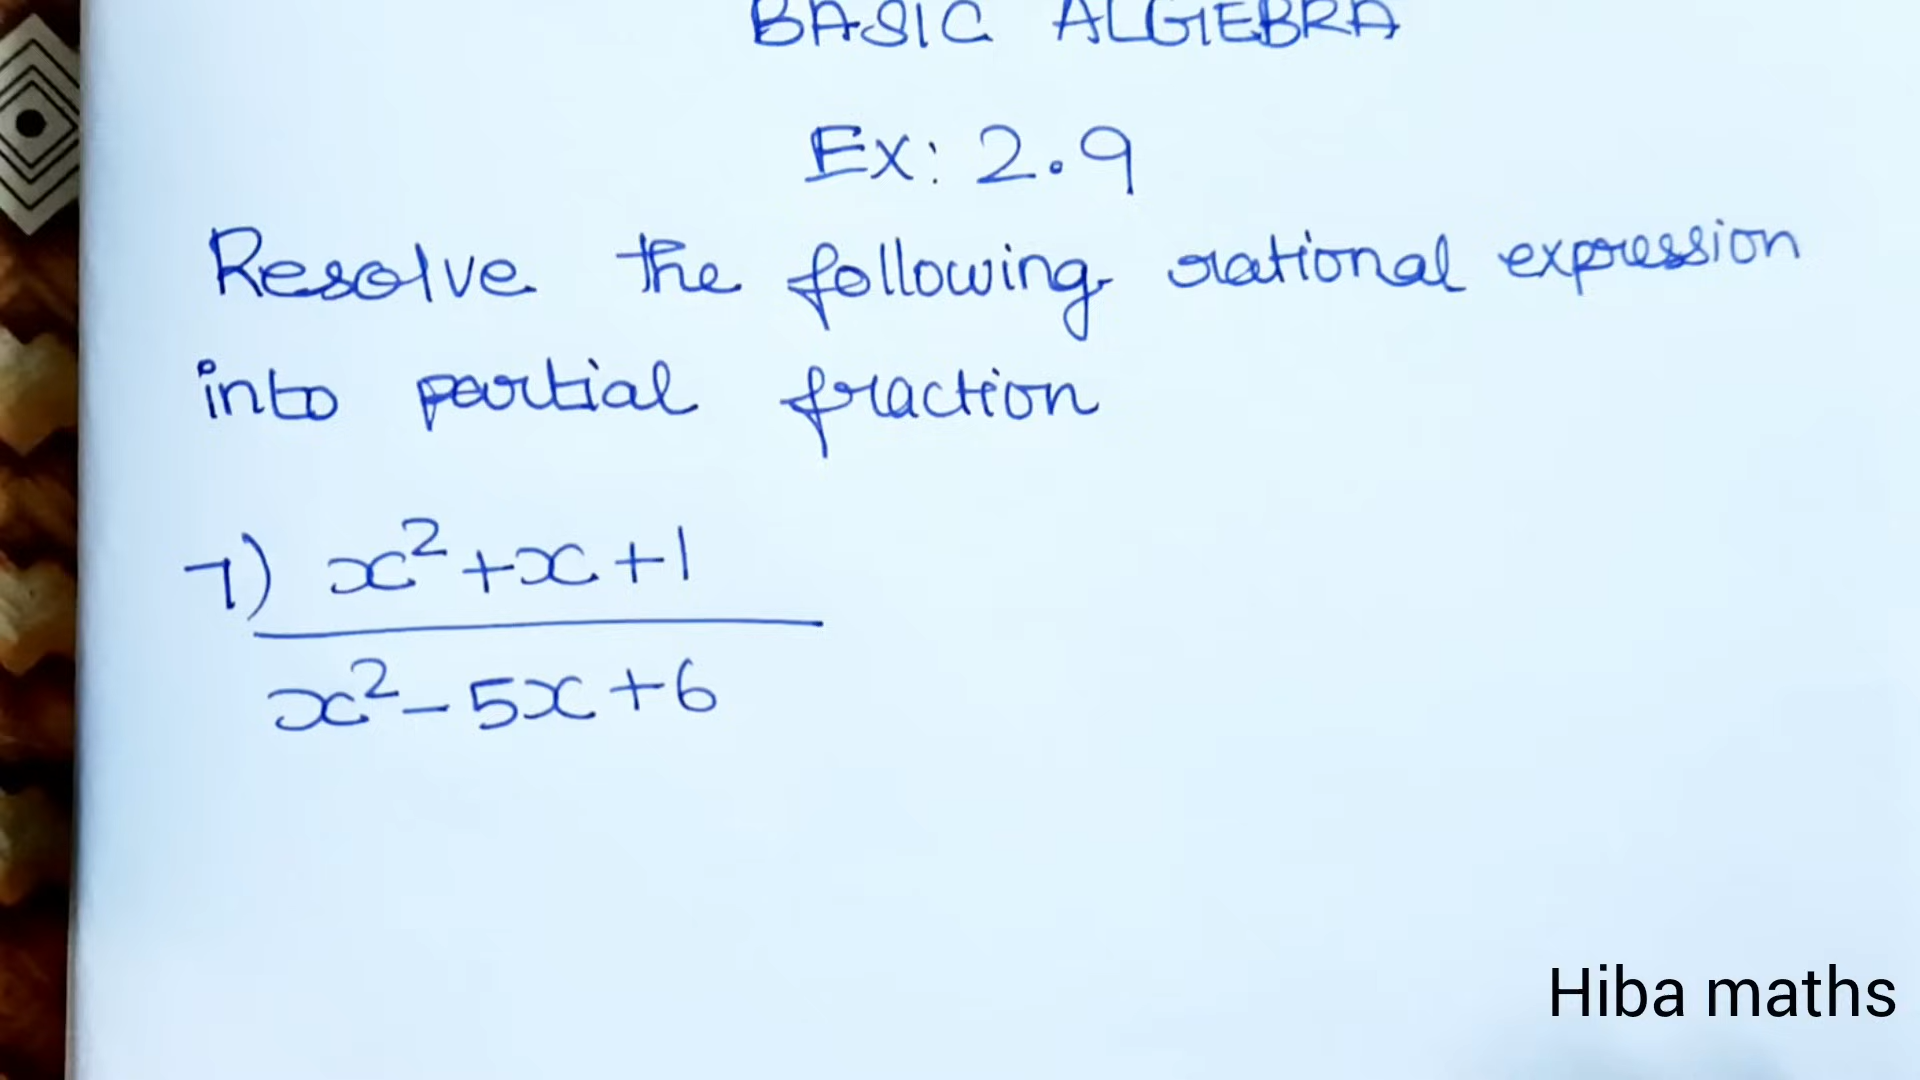 BASIC ALGEBRA
Ex: 2.9
Resolve the following rational expression
into partial fraction
7) x² + x + 1
x² - 5x + 6
Hiba maths